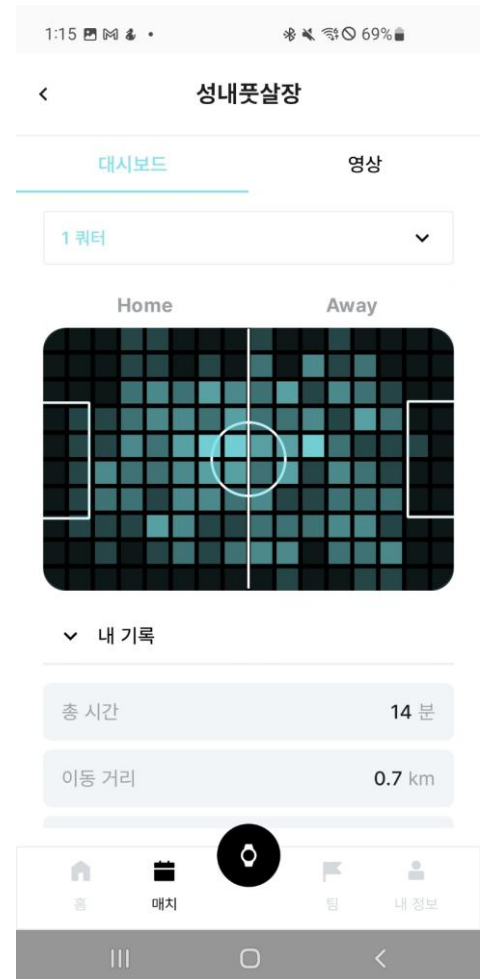 1:15
69%
성내풋살장
대시보드 영상
1 쿼터
Home Away
내 기록
총 시간 14 분
이동 거리 0.7 km
홈 매치 팀 내 정보